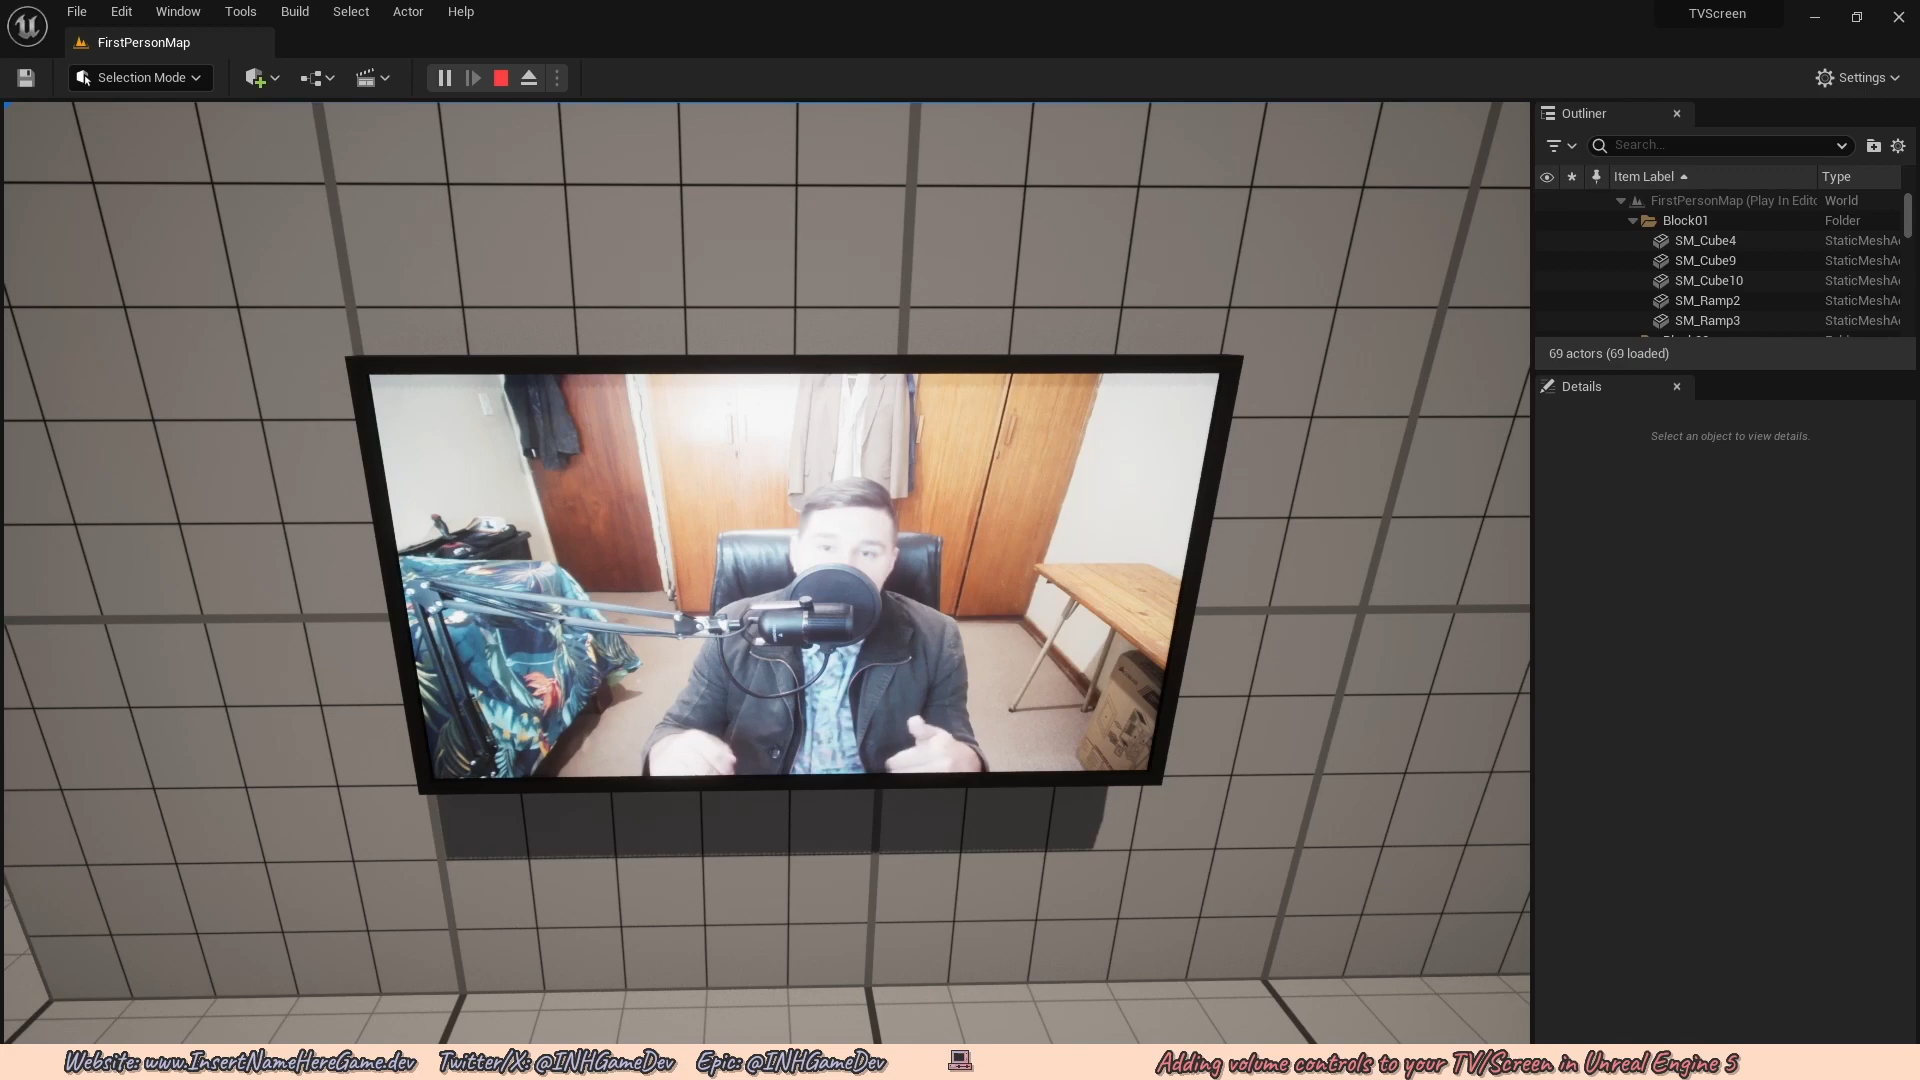 File Edit Window Tools Build Select Actor Help
TVScreen
FirstPersonMap
Selection Mode
Settings
Outliner
Search...
Item Label Type
FirstPersonMap (Play In Edito World
Block01 Folder
SM_Cube4 StaticMeshA
SM_Cube9 StaticMeshA
SM_Cube10 StaticMeshA
SM_Ramp2 StaticMeshA
SM_Ramp3 StaticMeshA
69 actors (69 loaded)
Details
Select an object to view details.
Website: www.InsertNameHereGame.dev Twitter/X: @INHGameDev Epic: @INHGameDev Adding volume controls to your TV/Screen in Unreal Engine 5